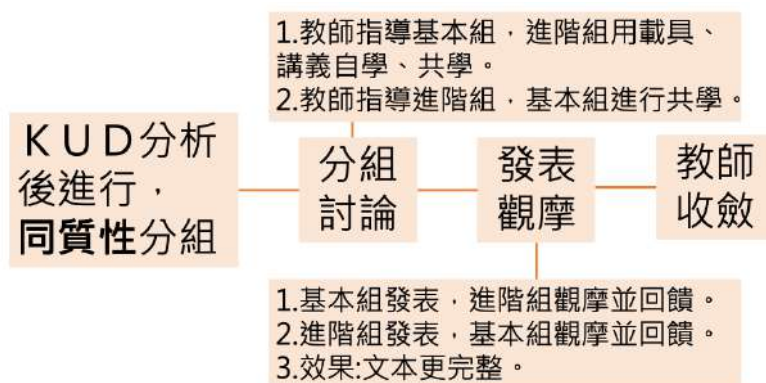 1.教師指導基本組，進階組用載具、
講義自學、共學。
2.教師指導進階組，基本組進行共學。
ＫＵＤ分析
後進行，
同質性分組
分組
討論
發表
觀摩
教師
收斂
1.基本組發表，進階組觀摩並回饋。
2.進階組發表，基本組觀摩並回饋。
3.效果:文本更完整。